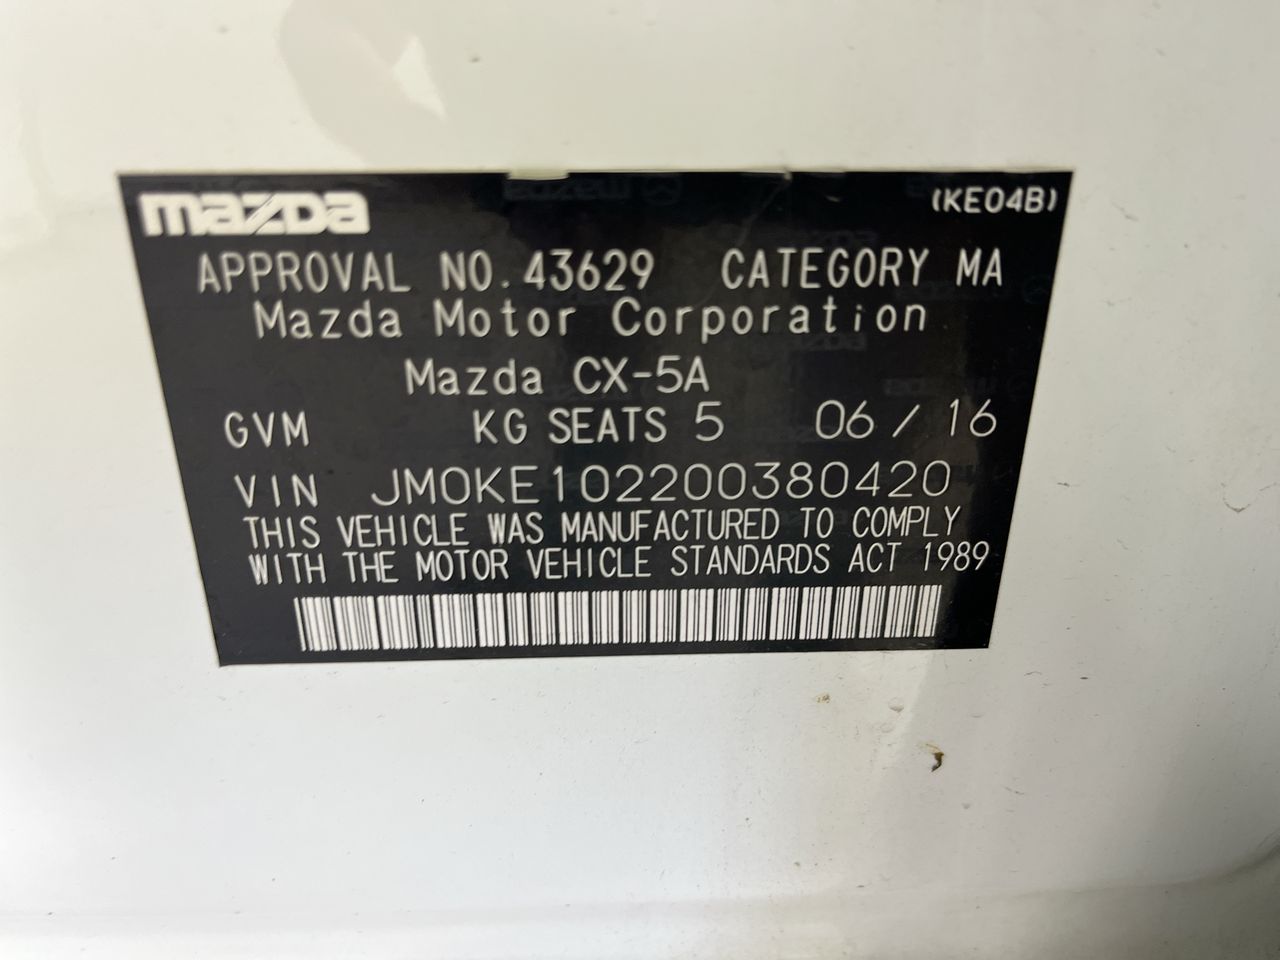 mazda (KE04B)
APPROVAL NO. 43629 CATEGORY MA
Mazda Motor Corporation
Mazda CX-5A
GVM KG SEATS 5 06 / 16
VIN JM0KE102200380420
THIS VEHICLE WAS MANUFACTURED TO COMPLY
WITH THE MOTOR VEHICLE STANDARDS ACT 1989